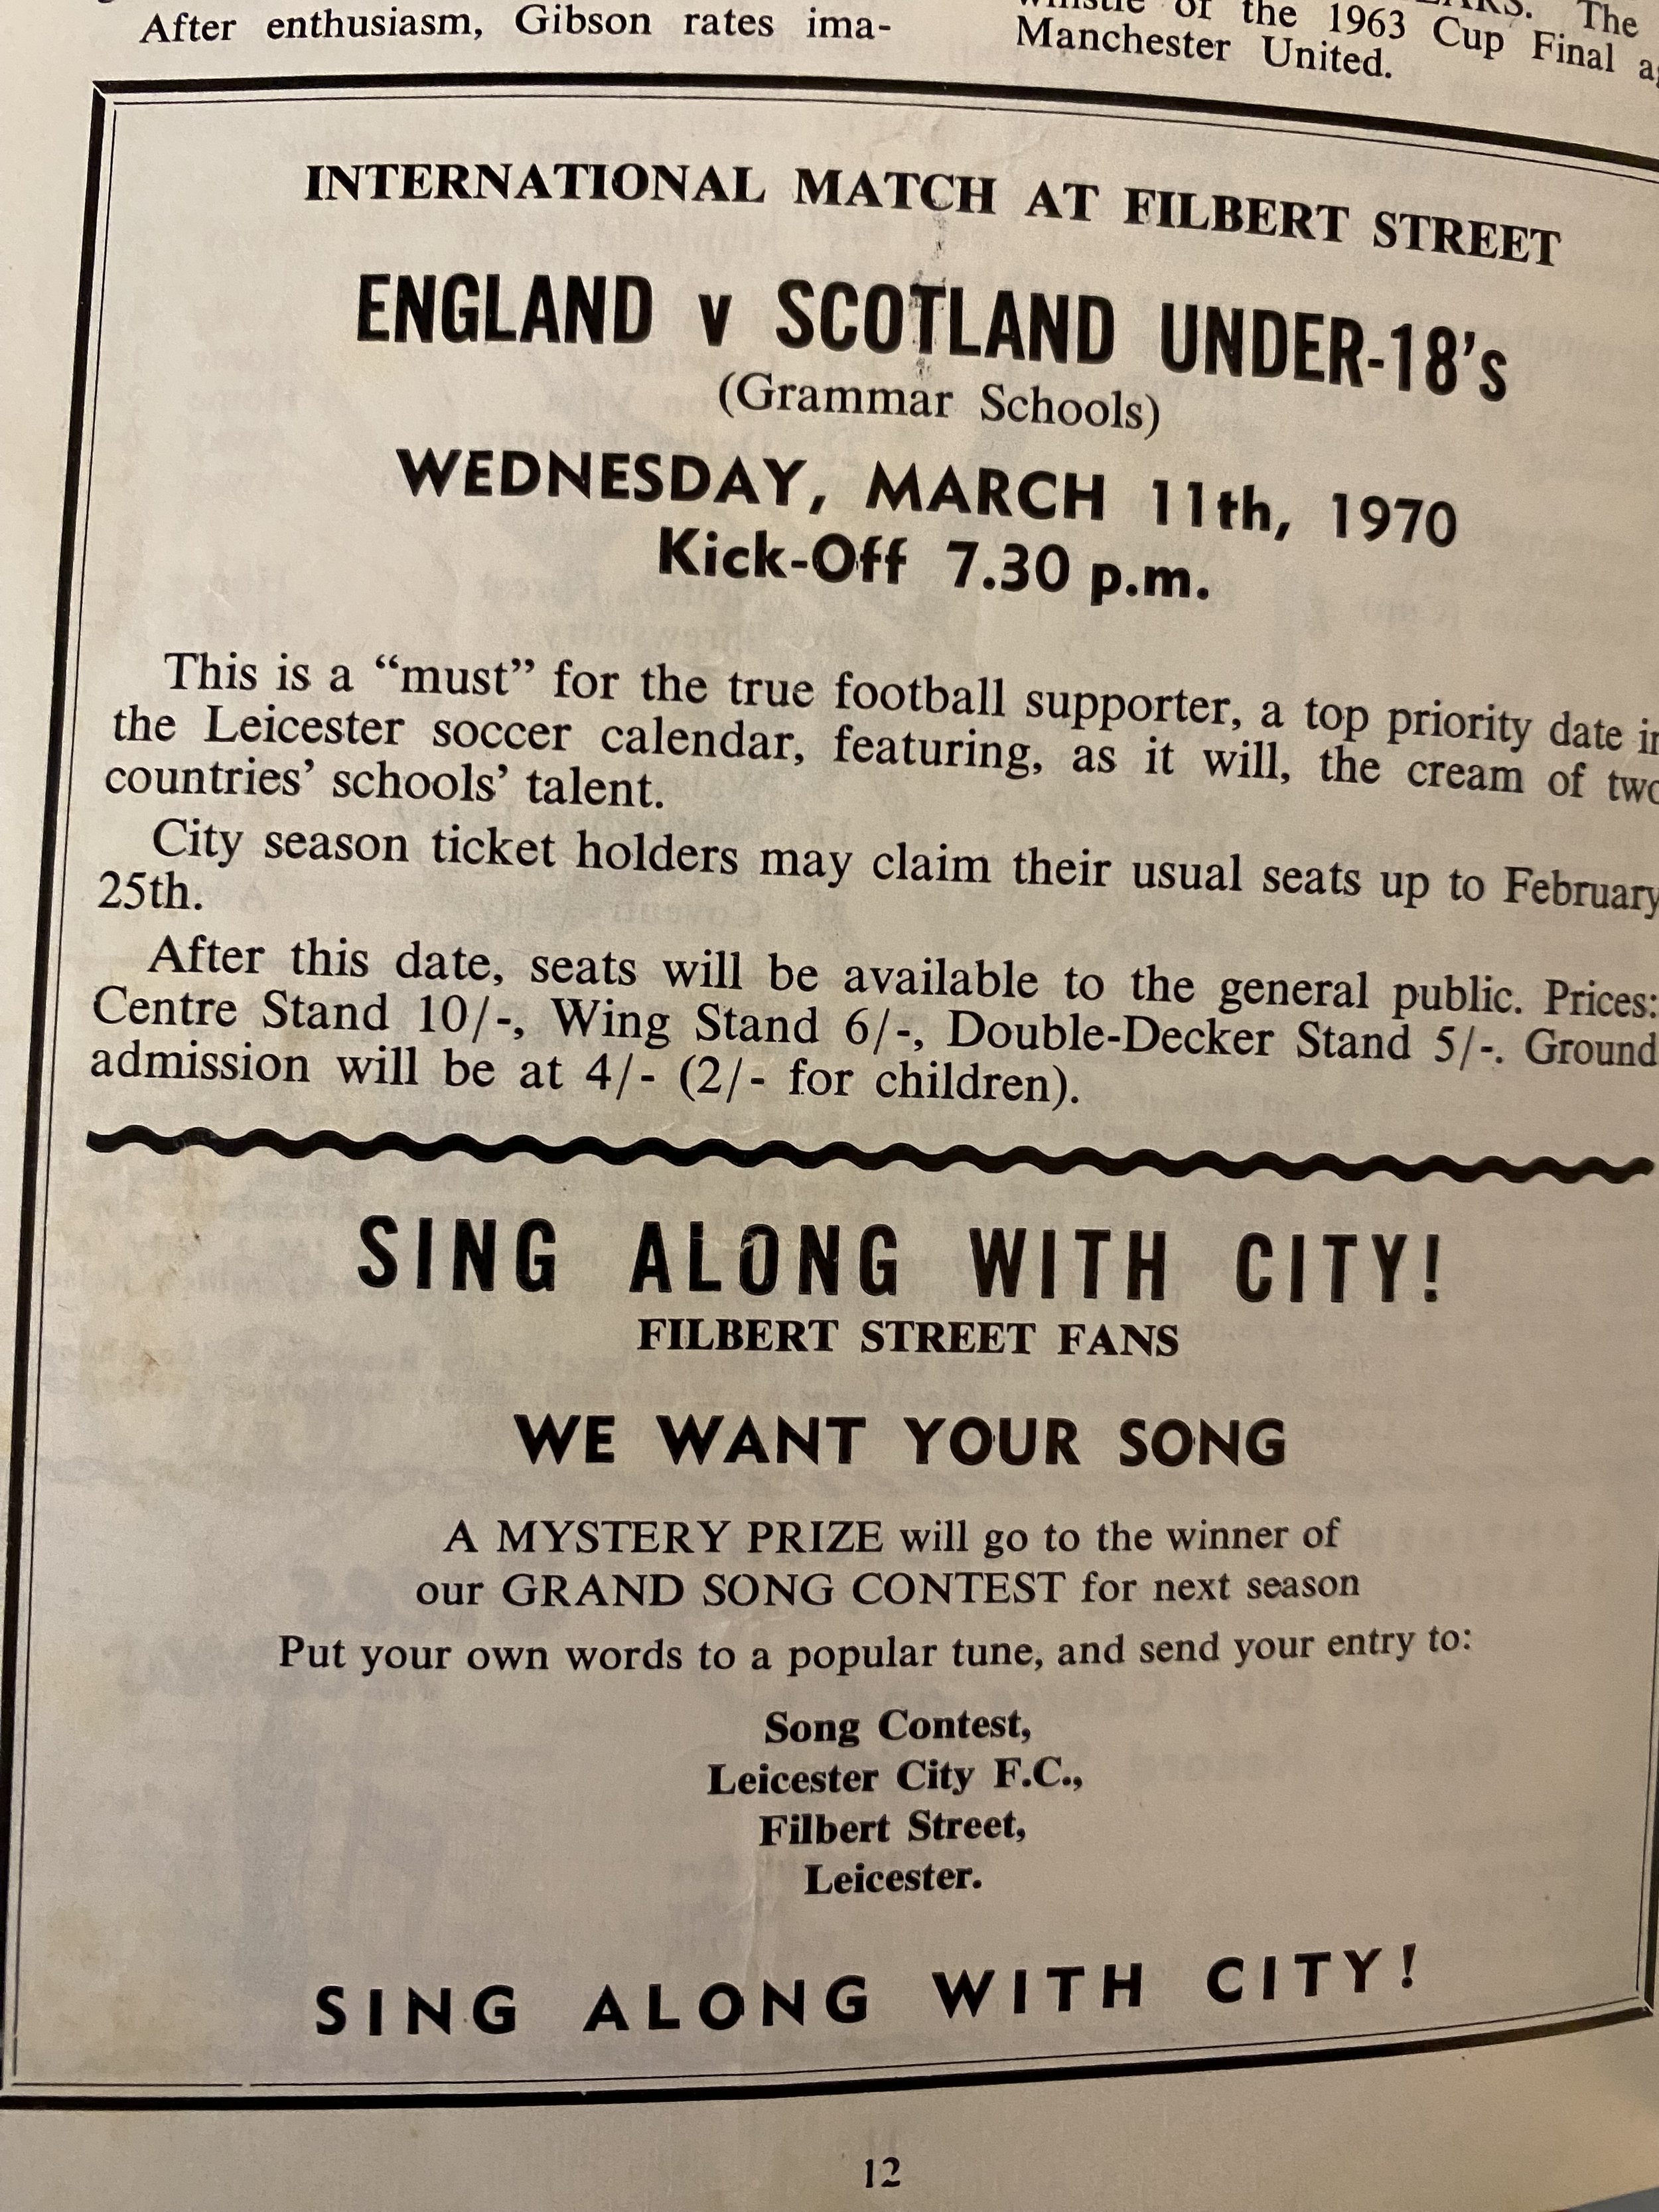 After enthusiasm, Gibson rates ima-
of the 1963 Cup Final
The
Manchester United.
INTERNATIONAL MATCH AT FILBERT STREET
ENGLAND v SCOTLAND UNDER-18's
(Grammar Schools)
WEDNESDAY, MARCH 11th, 1970
Kick-Off 7.30 p.m.
This is a “must” for the true football supporter, a top priority date in
the Leicester soccer calendar, featuring, as it will, the cream of two
countries’ schools’ talent.
City season ticket holders may claim their usual seats up to February
25th.
After this date, seats will be available to the general public. Prices:
Centre Stand 10/-, Wing Stand 6/-, Double-Decker Stand 5/-. Ground
admission will be at 4/- (2/- for children).
SING ALONG WITH CITY!
FILBERT STREET FANS
WE WANT YOUR SONG
A MYSTERY PRIZE will go to the winner of
our GRAND SONG CONTEST for next season
Put your own words to a popular tune, and send your entry to:
Song Contest,
Leicester City F.C.,
Filbert Street,
Leicester.
SING ALONG WITH CITY!
12